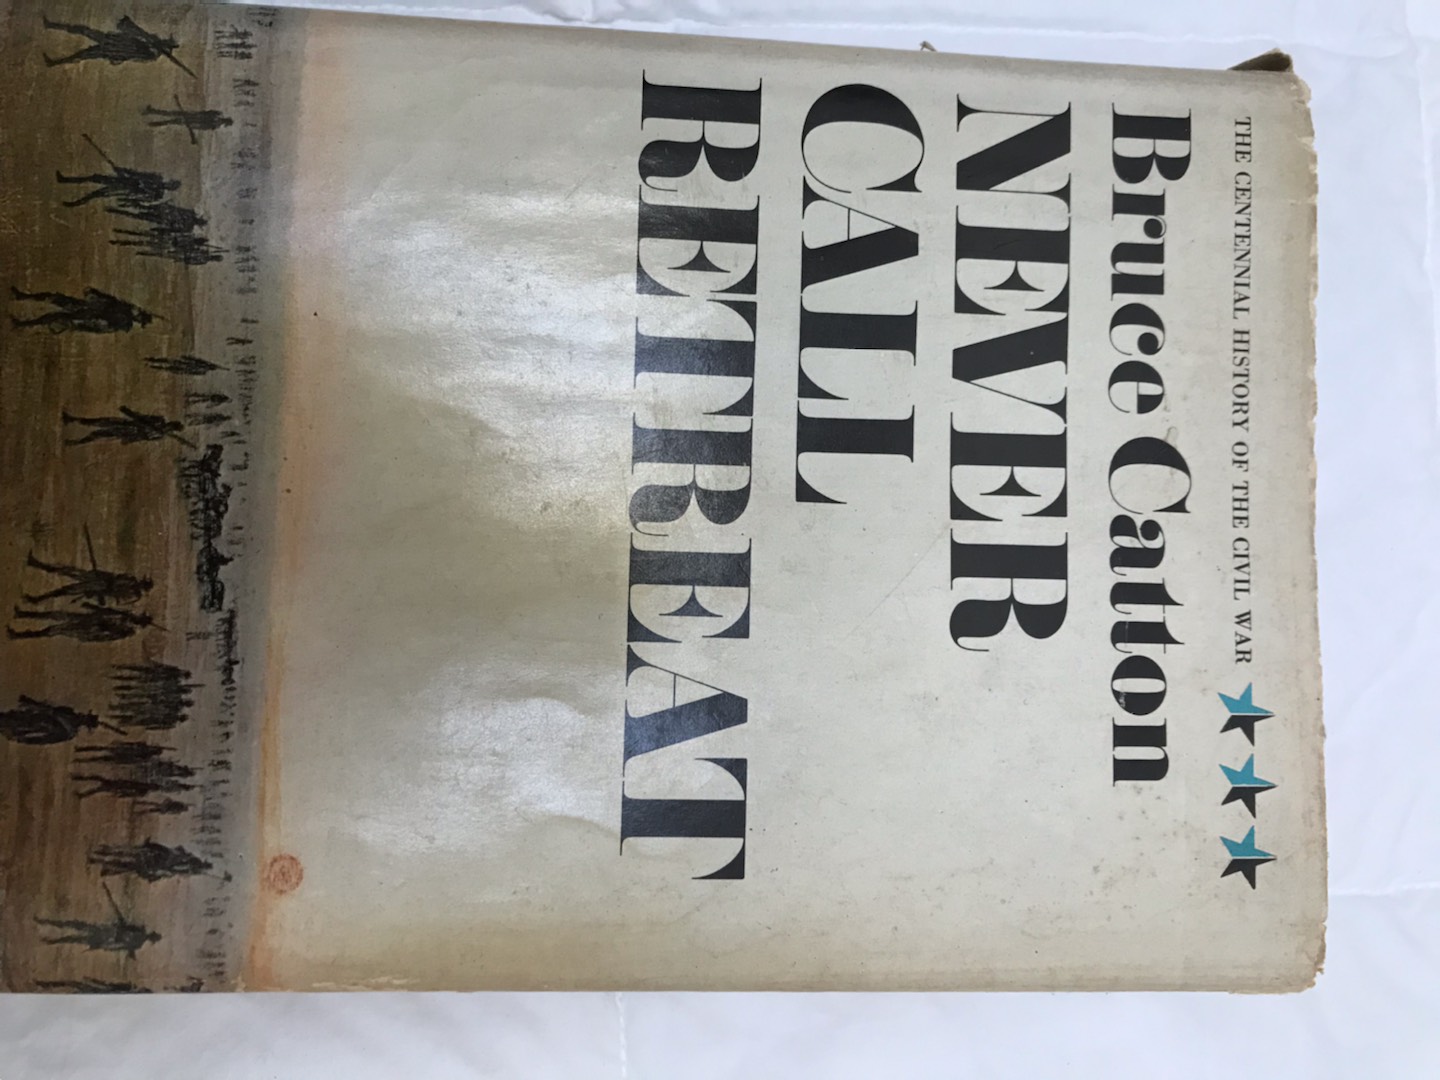 THE CENTENNIAL HISTORY OF THE CIVIL WAR
Bruce Catton
NEVER
CALL
RETREAT